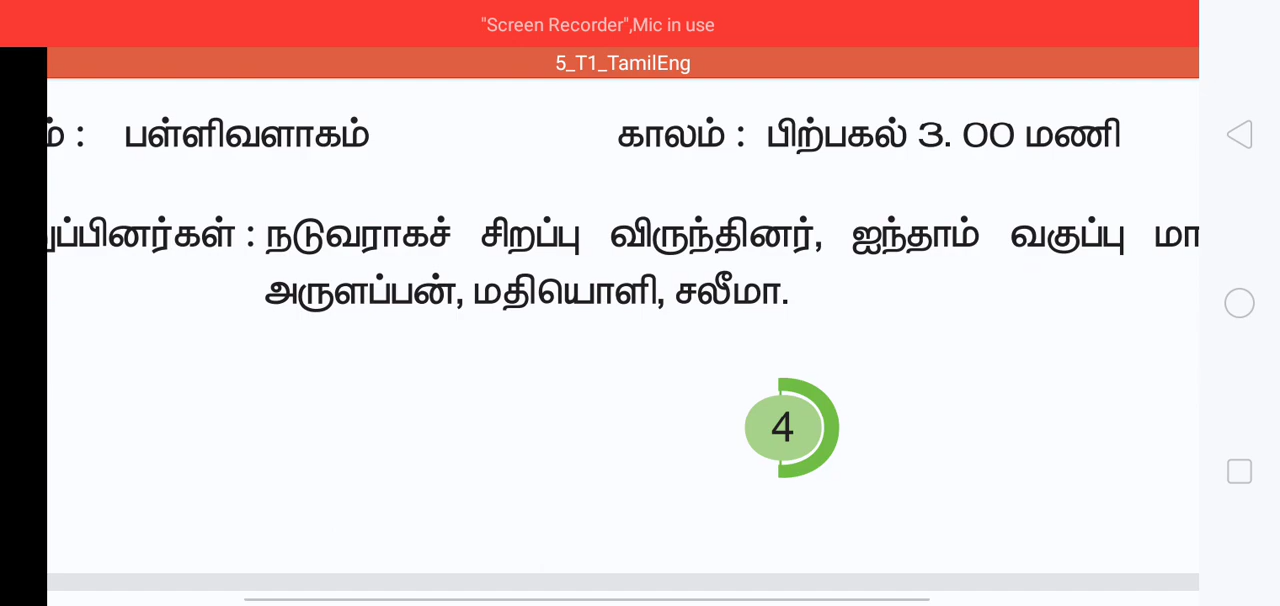 "Screen Recorder",Mic in use
5_T1_TamilEng
: பள்ளிவளாகம் காலம் : பிற்பகல் 3. 00 மணி
: நடுவராகச் சிறப்பு விருந்தினர், ஐந்தாம் வகுப்பு
அருளப்பன், மதியொளி, சலீமா.
4